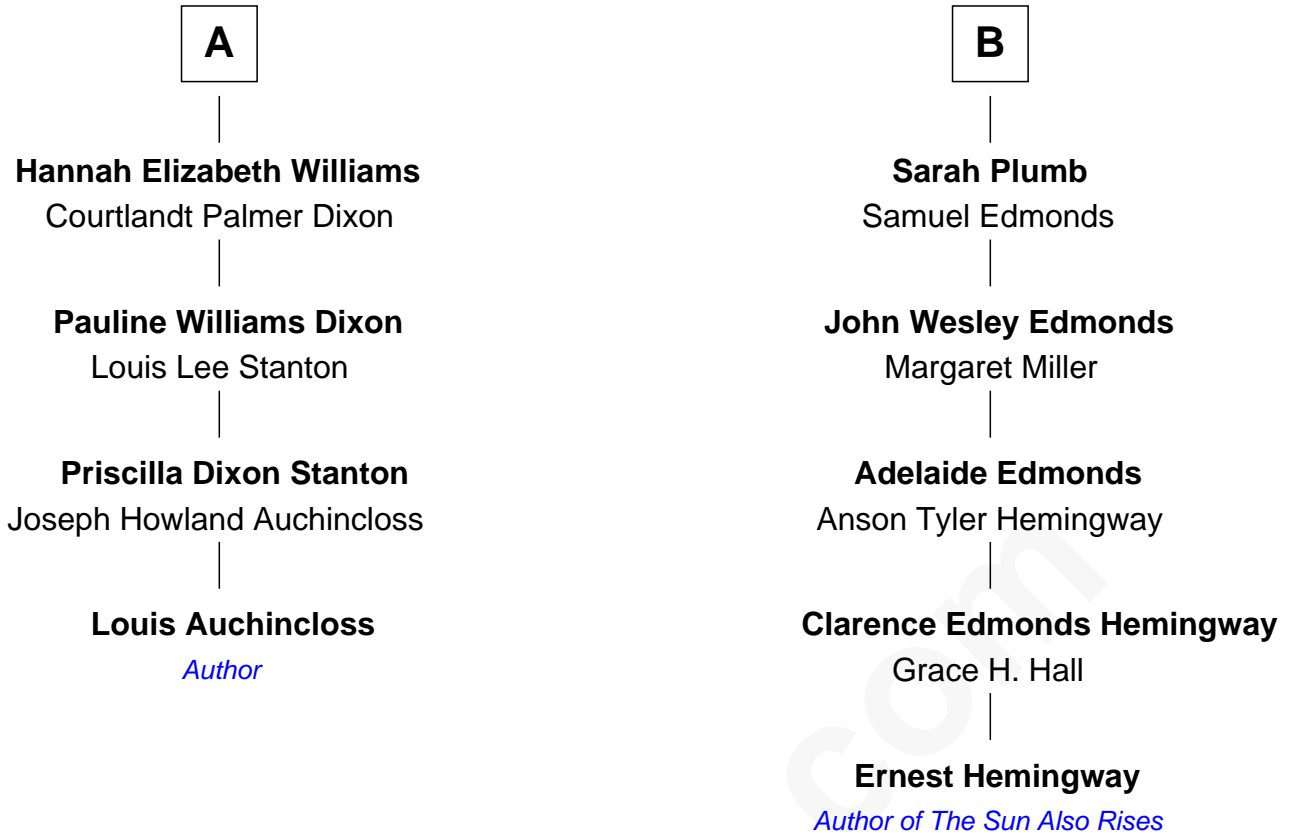 A
Hannah Elizabeth Williams
Courtlandt Palmer Dixon
Pauline Williams Dixon
Louis Lee Stanton
Priscilla Dixon Stanton
Joseph Howland Auchincloss
Louis Auchincloss
Author
B
Sarah Plumb
Samuel Edmonds
John Wesley Edmonds
Margaret Miller
Adelaide Edmonds
Anson Tyler Hemingway
Clarence Edmonds Hemingway
Grace H. Hall
Ernest Hemingway
Author of The Sun Also Rises
com